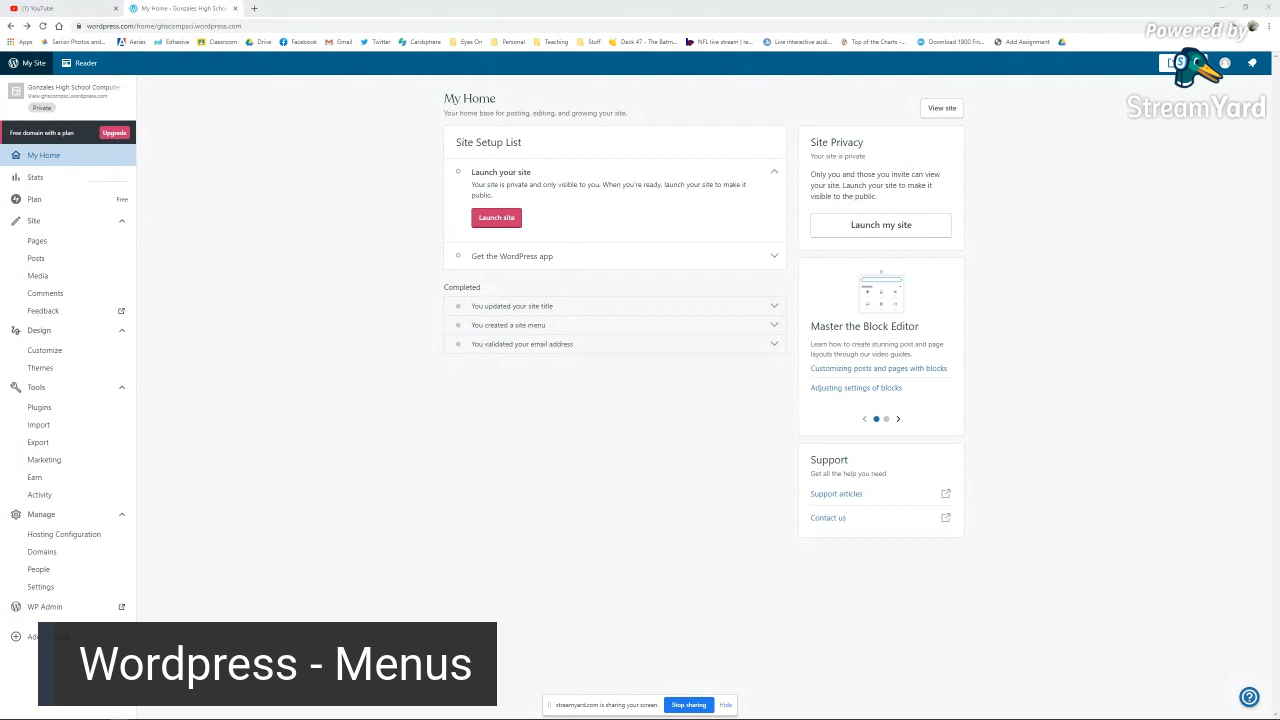 (1) YouTube
My Home ‹ Gonzales High Schoo
wordpress.com/home/ghscompsci.wordpress.com
Apps
Senior Photos and...
Aeries
Edhesive
Classroom
Drive
Facebook
Gmail
Twitter
Cardsphere
Eyes On
Personal
Teaching
Stuff
Deck 47 - The Batm...
NFL live stream | re...
Live interactive audi...
Top of the Charts -...
Download 1800 Fin...
Add Assignment
Powered by
StreamYard
My Site
Reader
Gonzales High School Computer
View ghscompsci.wordpress.com
Private
Free domain with a plan
Upgrade
My Home
Stats
Plan
Free
Site
Pages
Posts
Media
Comments
Feedback
Design
Customize
Themes
Tools
Plugins
Import
Export
Marketing
Earn
Activity
Manage
Hosting Configuration
Domains
People
Settings
WP Admin
My Home
Your home base for posting, editing, and growing your site.
View site
Site Setup List
Launch your site
Your site is private and only visible to you. When you're ready, launch your site to make it
public.
Launch site
Get the WordPress app
Completed
You updated your site title
You created a site menu
You validated your email address
Site Privacy
Your site is private
Only you and those you invite can view
your site. Launch your site to make it
visible to the public.
Launch my site
Master the Block Editor
Learn how to create stunning post and page
layouts through our video guides.
Customizing posts and pages with blocks
Adjusting settings of blocks
Support
Get all the help you need
Support articles
Contact us
Wordpress - Menus
streamyard.com is sharing your screen.
Stop sharing
Hide